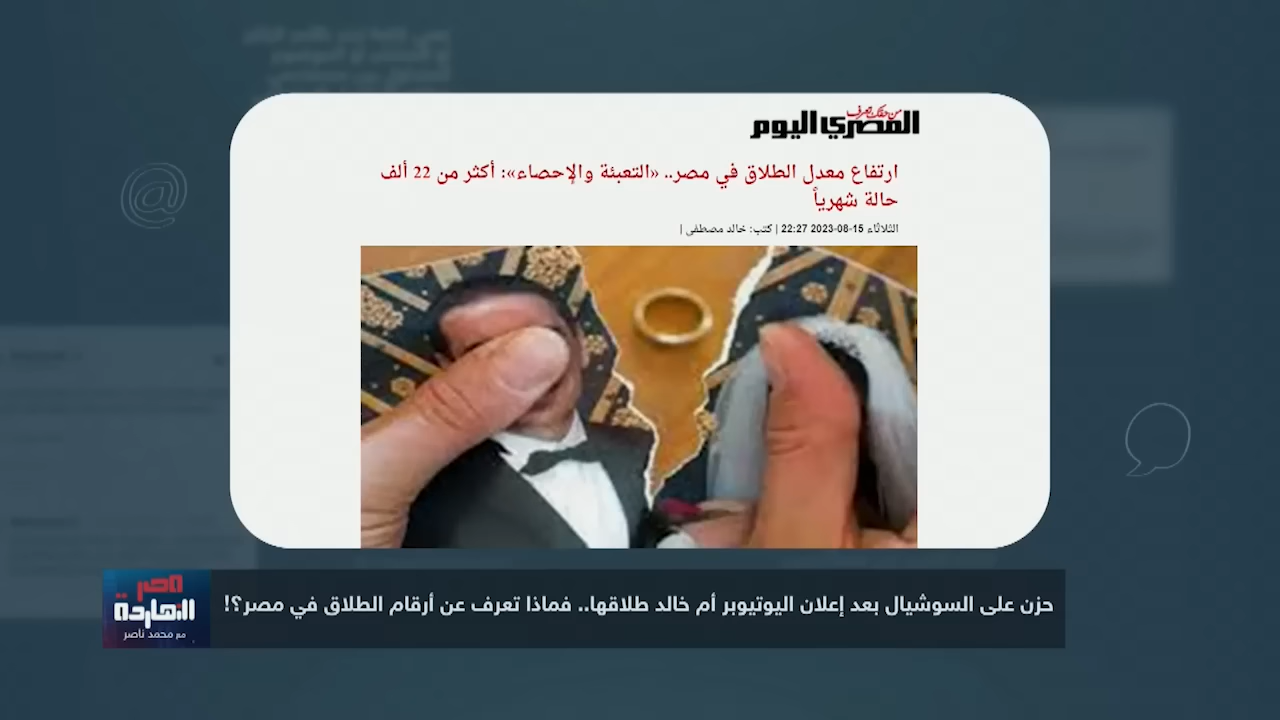 من حقك تعرف
المصري اليوم
ارتفاع معدل الطلاق في مصر.. «التعبئة والإحصاء»: أكثر من 22 ألف
حالة شهرياً
الثلاثاء 15-08-2023 22:27 | كتب: خالد مصطفى |
حزن على السوشيال بعد إعلان اليوتيوبر أم خالد طلاقها.. فماذا تعرف عن أرقام الطلاق في مصر؟!
مصر
النهاردة
مع محمد ناصر